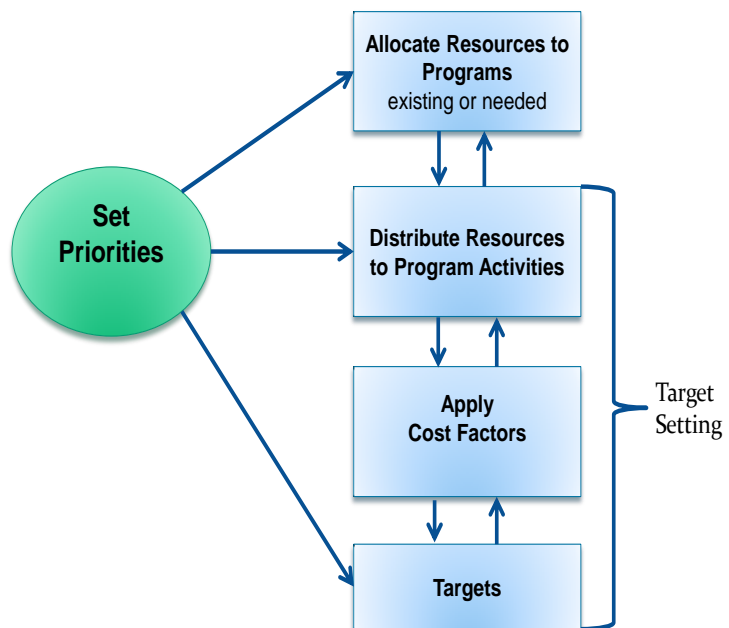 Allocate Resources to
Programs
existing or needed
Set
Priorities
Distribute Resources
to Program Activities
Apply
Cost Factors
Target
Setting
Targets